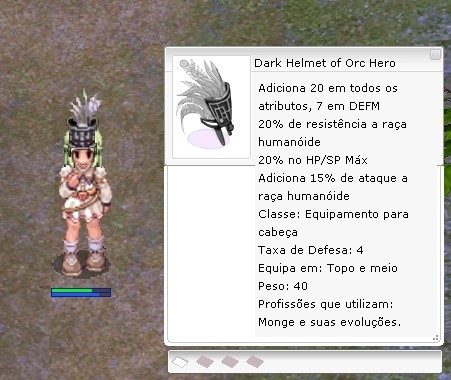 Dark Helmet of Orc Hero
Adiciona 20 em todos os
atributos, 7 em DEFM
20% de resistência a raça
humanóide
20% no HP/SP Máx
Adiciona 15% de ataque a
raça humanóide
Classe: Equipamento para
cabeça
Taxa de Defesa: 4
Equipa em: Topo e meio
Peso: 40
Profissões que utilizam:
Monge e suas evoluções.